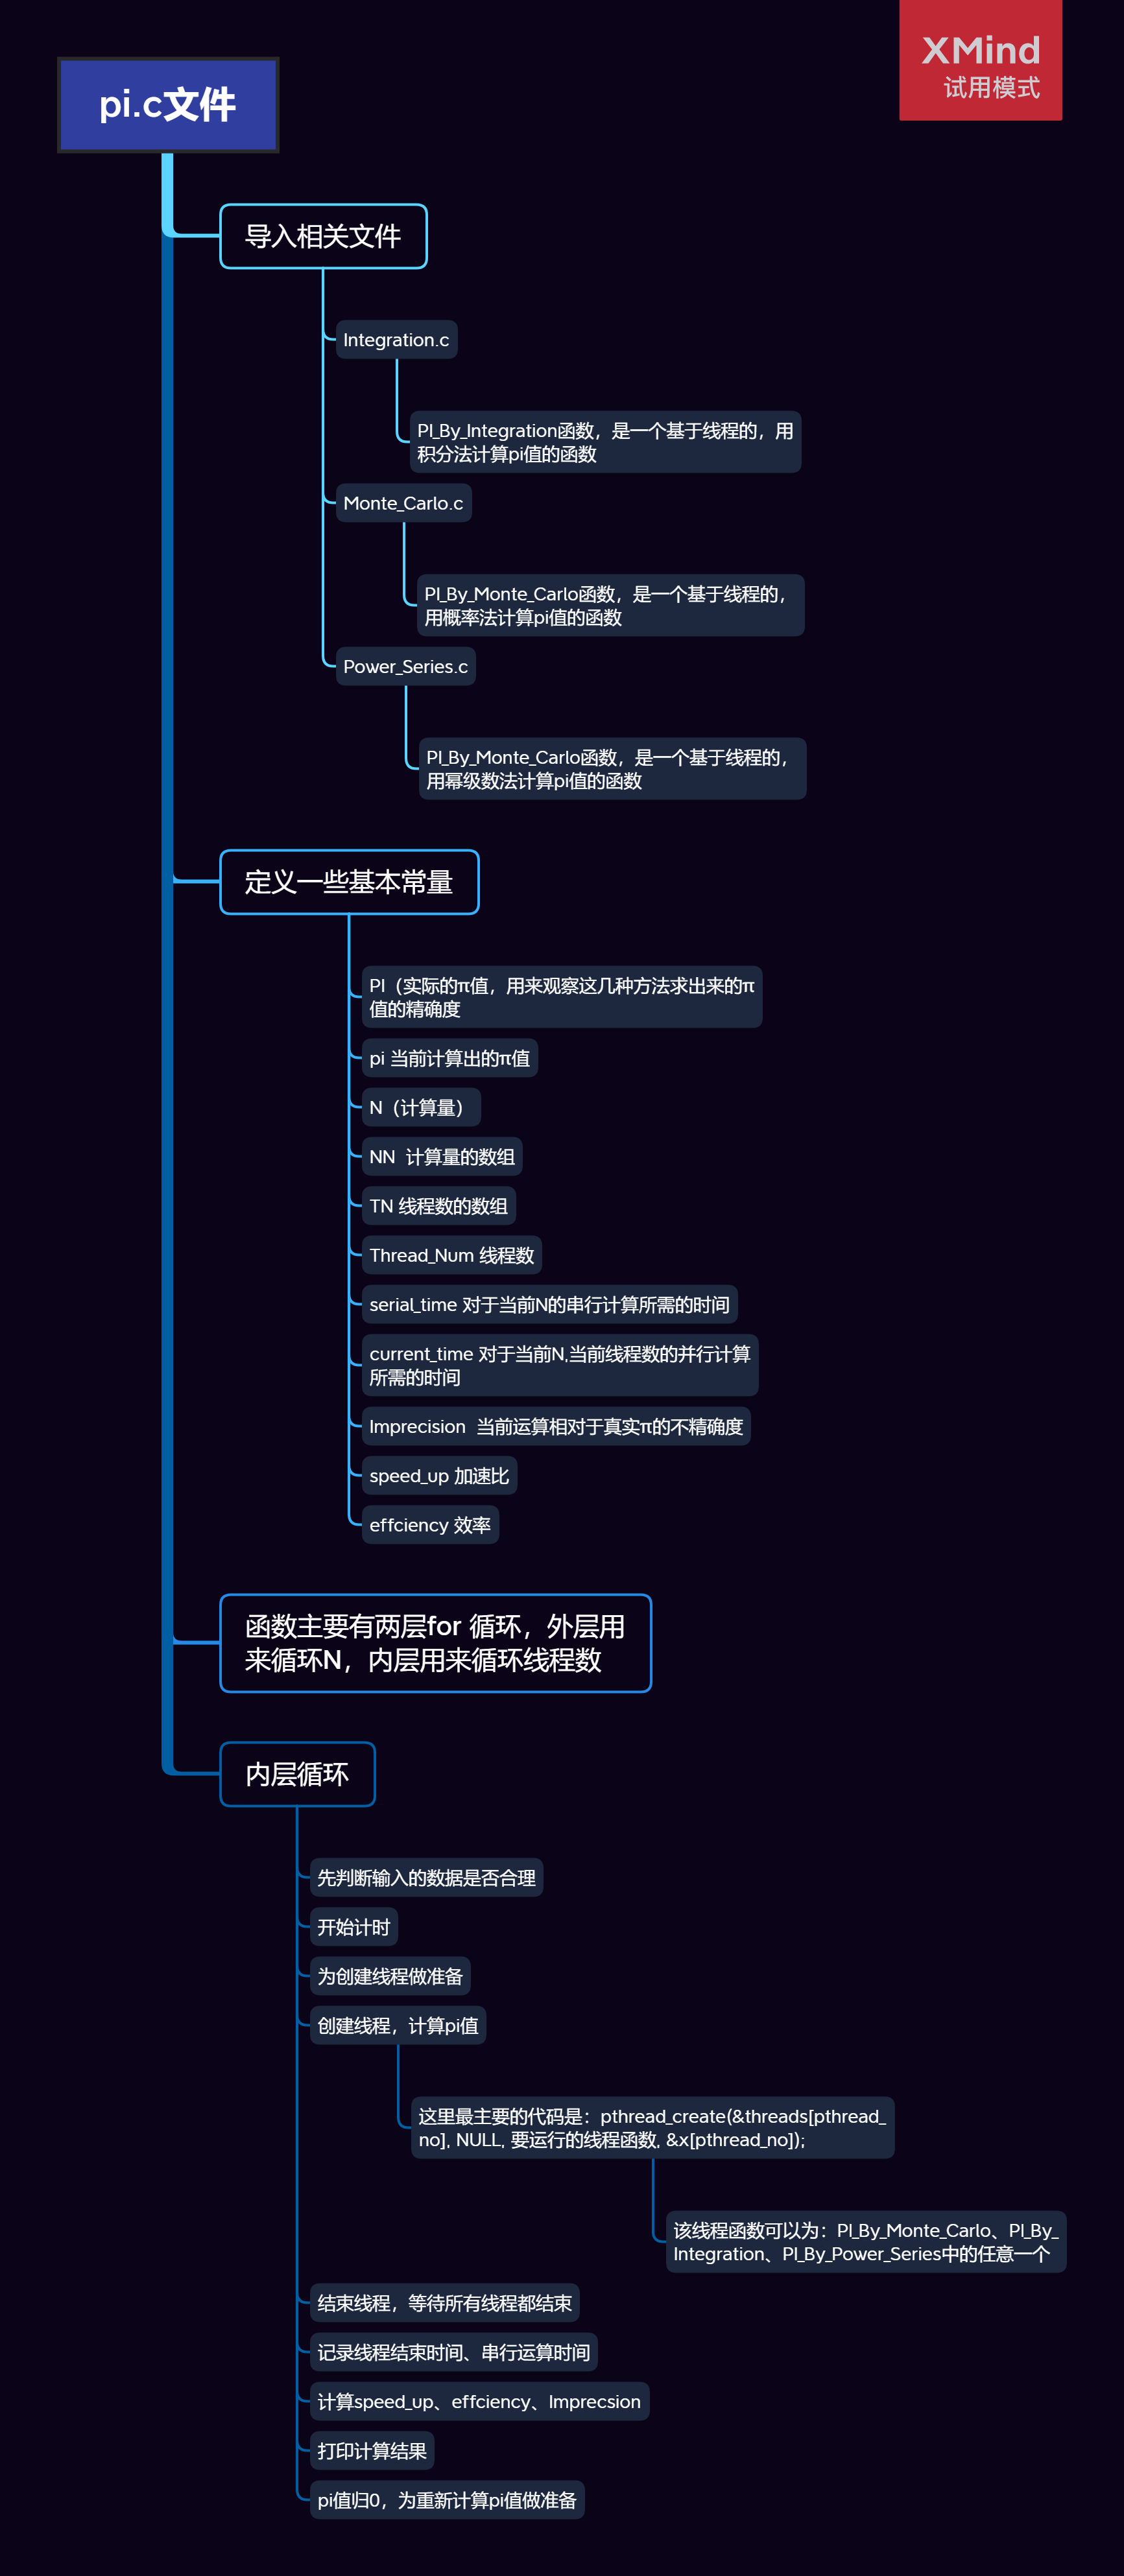 XMind
试用模式
pi.c文件
导入相关文件
Integration.c
PI_By_Integration函数，是一个基于线程的，用
积分法计算pi值的函数
Monte_Carlo.c
PI_By_Monte_Carlo函数，是一个基于线程的，
用概率法计算pi值的函数
Power_Series.c
PI_By_Monte_Carlo函数，是一个基于线程的，
用幂级数法计算pi值的函数
定义一些基本常量
PI（实际的π值，用来观察这几种方法求出来的π
值的精确度
pi 当前计算出的π值
N（计算量）
NN  计算量的数组
TN 线程数的数组
Thread_Num 线程数
serial_time 对于当前N的串行计算所需的时间
current_time 对于当前N,当前线程数的并行计算
所需的时间
Imprecision  当前运算相对于真实π的不精确度
speed_up 加速比
effciency 效率
函数主要有两层for 循环，外层用
来循环N，内层用来循环线程数
内层循环
先判断输入的数据是否合理
开始计时
为创建线程做准备
创建线程，计算pi值
这里最主要的代码是：pthread_create(&threads[pthread_
no], NULL, 要运行的线程函数, &x[pthread_no]);
该线程函数可以为：PI_By_Monte_Carlo、PI_By_
Integration、PI_By_Power_Series中的任意一个
结束线程，等待所有线程都结束
记录线程结束时间、串行运算时间
计算speed_up、effciency、Imprecsion
打印计算结果
pi值归0，为重新计算pi值做准备